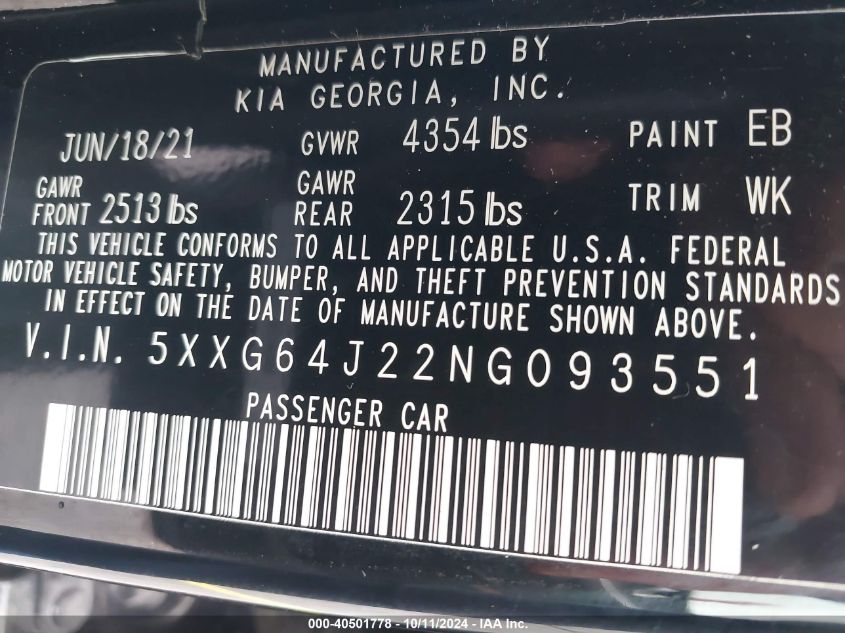 MANUFACTURED BY
KIA GEORGIA, INC.
JUN/18/21 GVWR 4354 lbs PAINT EB
GAWR FRONT 2513 lbs GAWR REAR 2315 lbs TRIM WK
THIS VEHICLE CONFORMS TO ALL APPLICABLE U.S.A. FEDERAL
MOTOR VEHICLE SAFETY, BUMPER, AND THEFT PREVENTION STANDARDS
IN EFFECT ON THE DATE OF MANUFACTURE SHOWN ABOVE.
V.I.N. 5XXG64J22NG093551
PASSENGER CAR
000-40501778 - 10/11/2024 - IAA Inc.